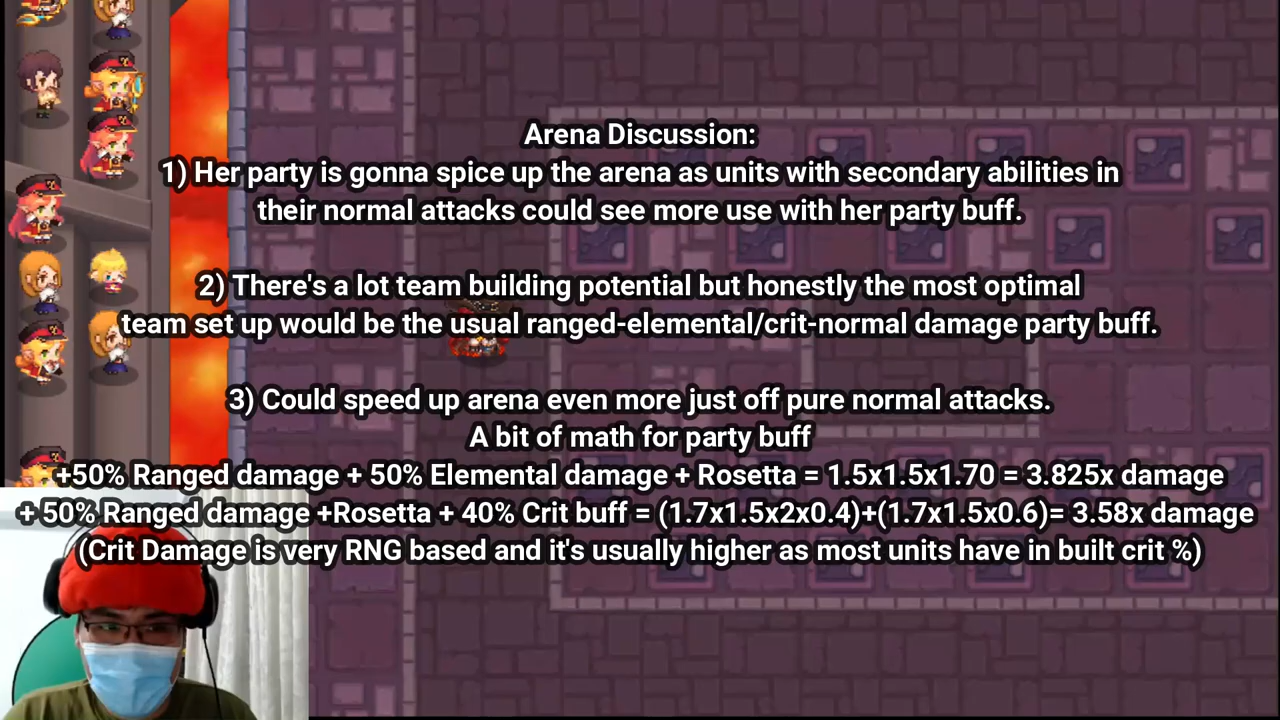 Arena Discussion:
1) Her party is gonna spice up the arena as units with secondary abilities in
their normal attacks could see more use with her party buff.
2) There's a lot team building potential but honestly the most optimal
team set up would be the usual ranged-elemental/crit-normal damage party buff.
3) Could speed up arena even more just off pure normal attacks.
A bit of math for party buff
+50% Ranged damage + 50% Elemental damage + Rosetta = 1.5x1.5x1.70 = 3.825x damage
+ 50% Ranged damage +Rosetta + 40% Crit buff = (1.7x1.5x2x0.4)+(1.7x1.5x0.6)= 3.58x damage
(Crit Damage is very RNG based and it's usually higher as most units have in built crit %)